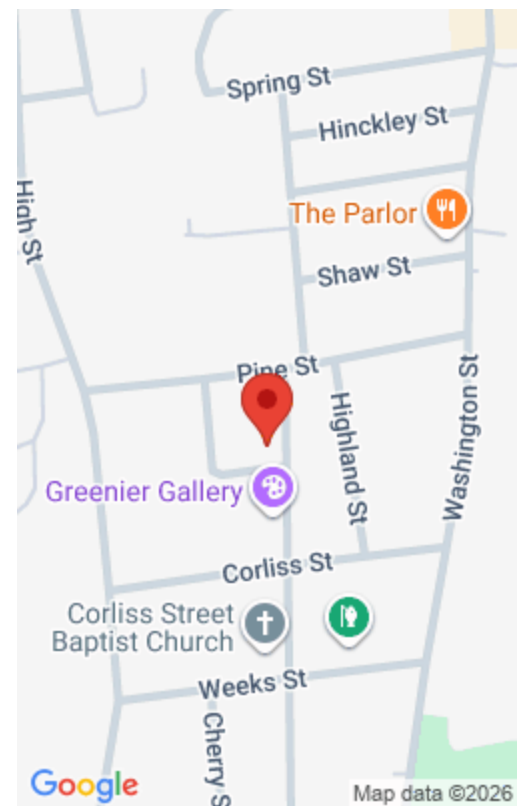 Spring St
Hinckley St
High St
The Parlor
Shaw St
Pine St
Highland St
Washington St
Greenier Gallery
Corliss St
Corliss Street
Baptist Church
Weeks St
Cherry S
Google
Map data ©2026